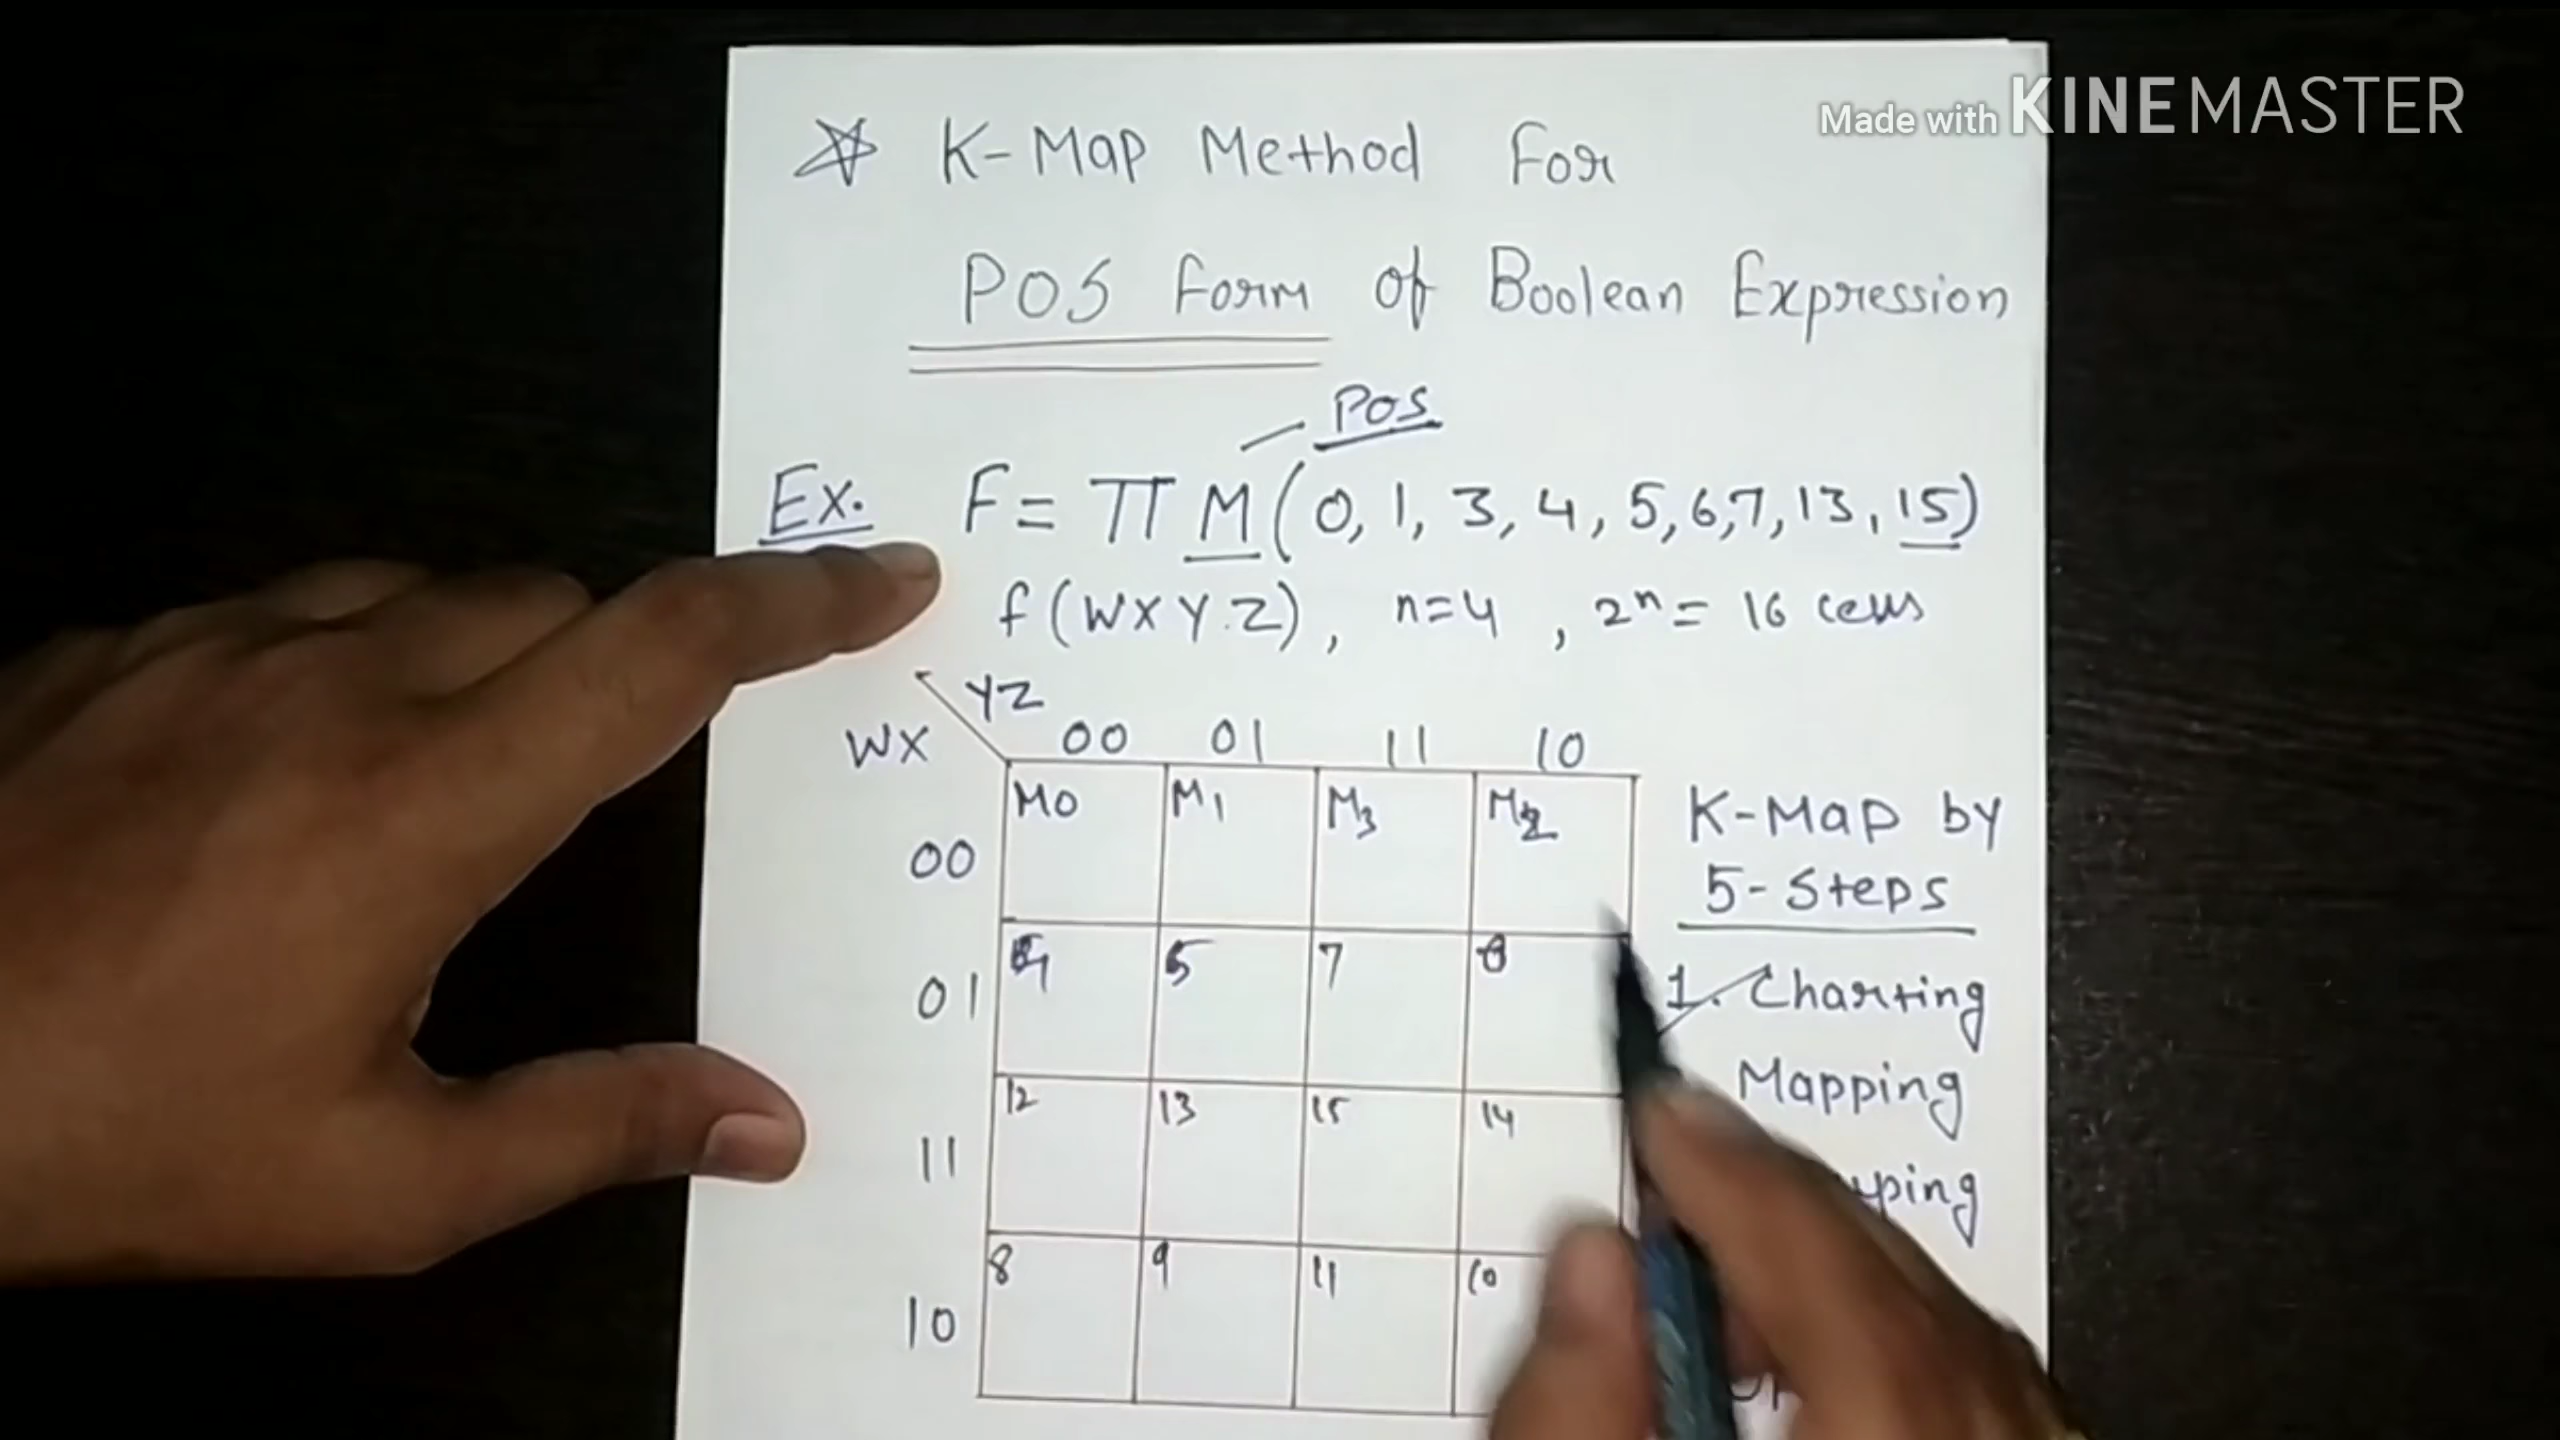 Made with KINEMASTER
K-Map Method For
POS Form of Boolean Expression
POS
Ex. F = π M (0, 1, 3, 4, 5, 6, 7, 13, 15)
f (W X Y.Z), n=4, 2ⁿ = 16 cells
YZ
WX 00 01 11 10
M0 M1 M3 M2
00
4 5 7
01
12 13 15 14
11
8 9 11 10
10
K-Map by
5-Steps
1. Charting
Mapping